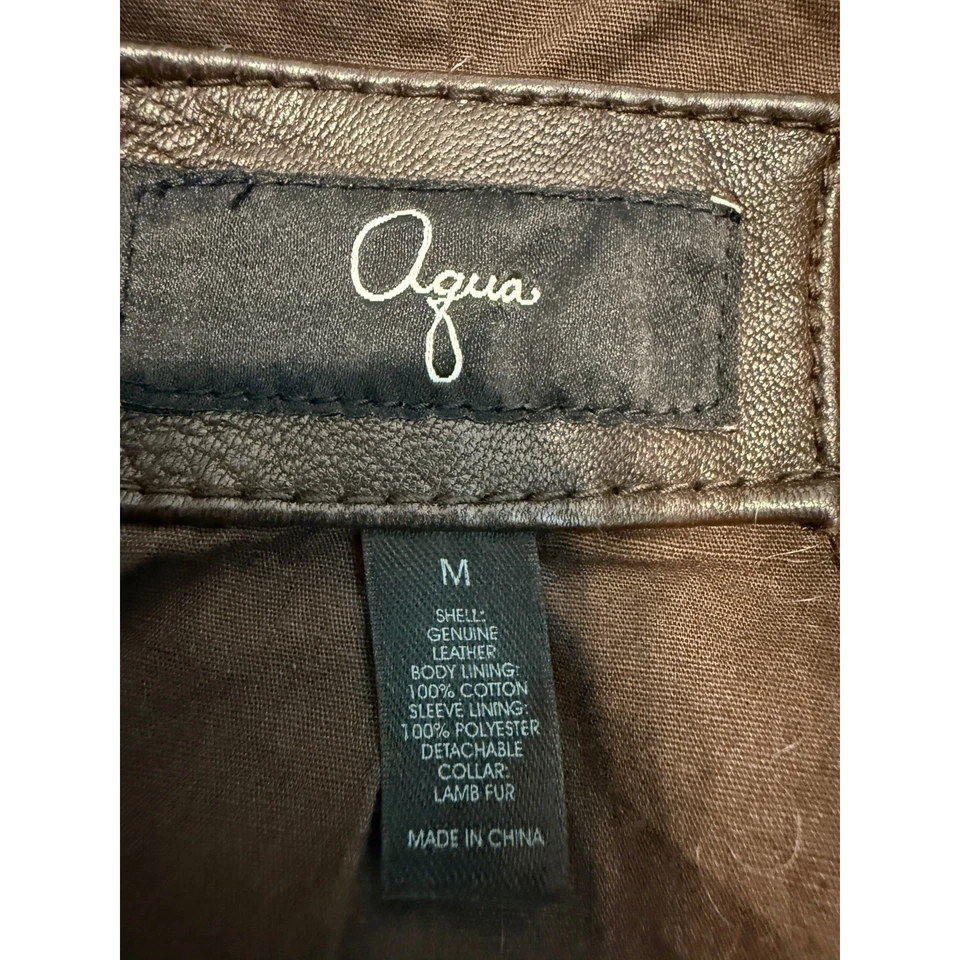 Aqua
M
SHELL:
GENUINE
LEATHER
BODY LINING:
100% COTTON
SLEEVE LINING:
100% POLYESTER
DETACHABLE
COLLAR:
LAMB FUR
MADE IN CHINA